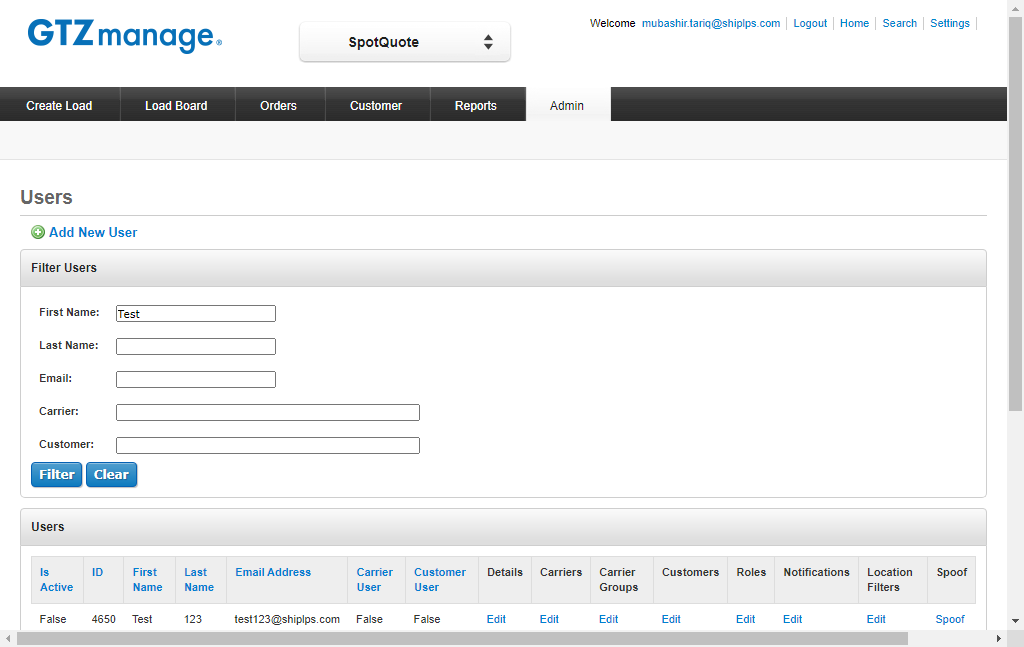 GTZmanage®
SpotQuote
Welcome mubashir.tariq@shiplps.com Logout Home Search Settings
Create Load Load Board Orders Customer Reports Admin
Users
Add New User
Filter Users
First Name: Test
Last Name:
Email:
Carrier:
Customer:
Filter Clear
Users
Is Active ID First Name Last Name Email Address Carrier User Customer User Details Carriers Carrier Groups Customers Roles Notifications Location Filters Spoof
False 4650 Test 123 test123@shiplps.com False False Edit Edit Edit Edit Edit Edit Edit Spoof